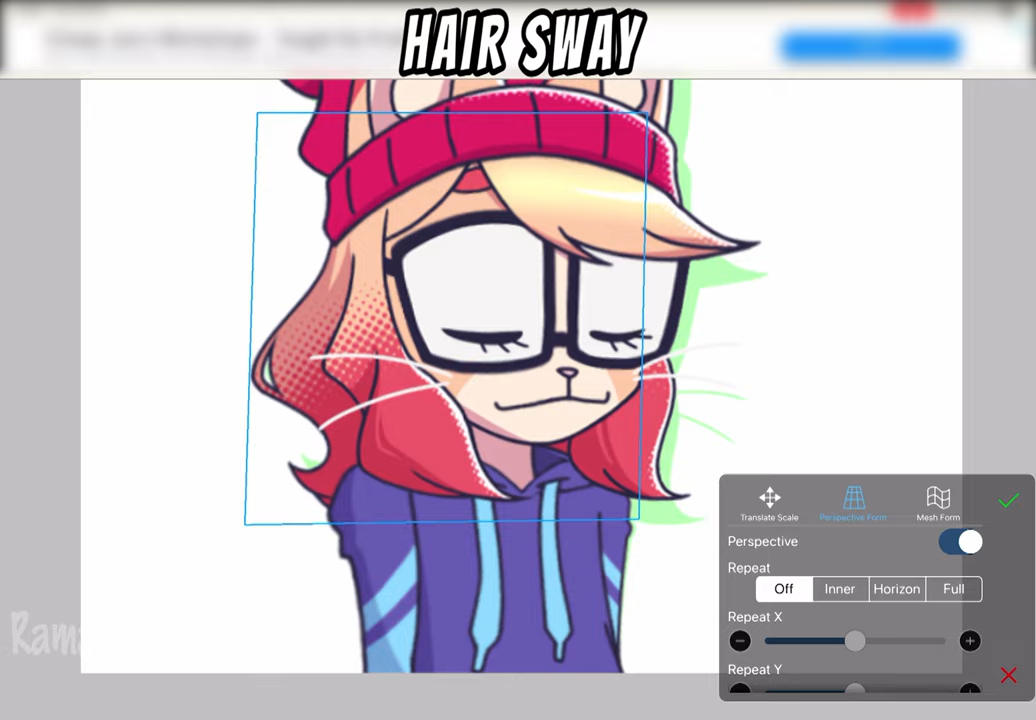 HAIR SWAY
Translate Scale
Perspective Form
Mesh Form
Perspective
Repeat
Off
Inner
Horizon
Full
Repeat X
Repeat Y